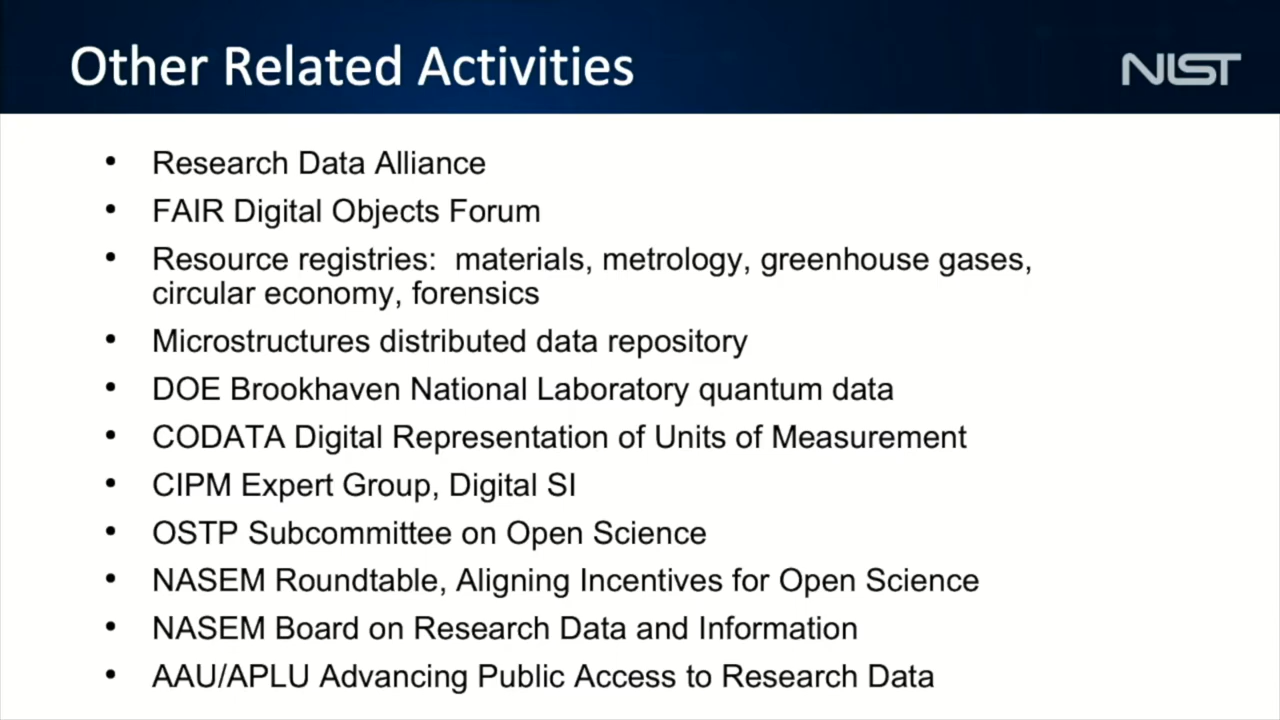 Other Related Activities
NIST
• Research Data Alliance
• FAIR Digital Objects Forum
• Resource registries:  materials, metrology, greenhouse gases,
circular economy, forensics
• Microstructures distributed data repository
• DOE Brookhaven National Laboratory quantum data
• CODATA Digital Representation of Units of Measurement
• CIPM Expert Group, Digital SI
• OSTP Subcommittee on Open Science
• NASEM Roundtable, Aligning Incentives for Open Science
• NASEM Board on Research Data and Information
• AAU/APLU Advancing Public Access to Research Data